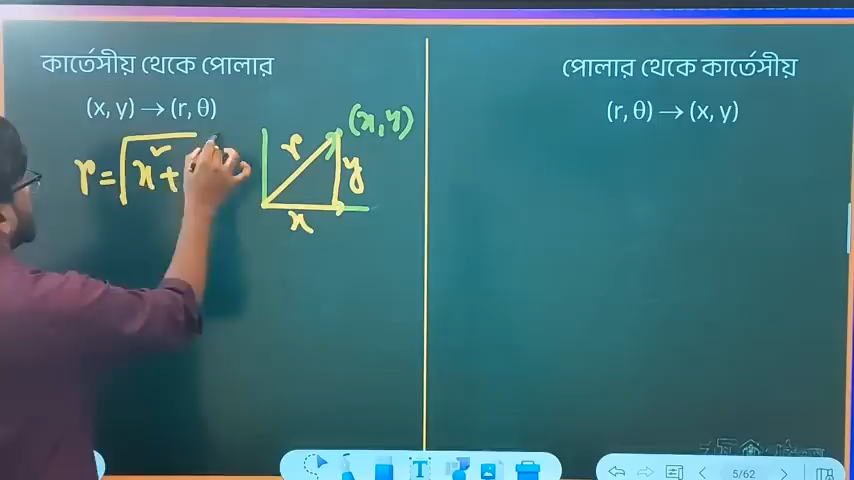 কার্তেসীয় থেকে পোলার
(x, y) → (r, θ)
r = √x² +
r
(x, y)
y
x
পোলার থেকে কার্তেসীয়
(r, θ) → (x, y)
T
5/62